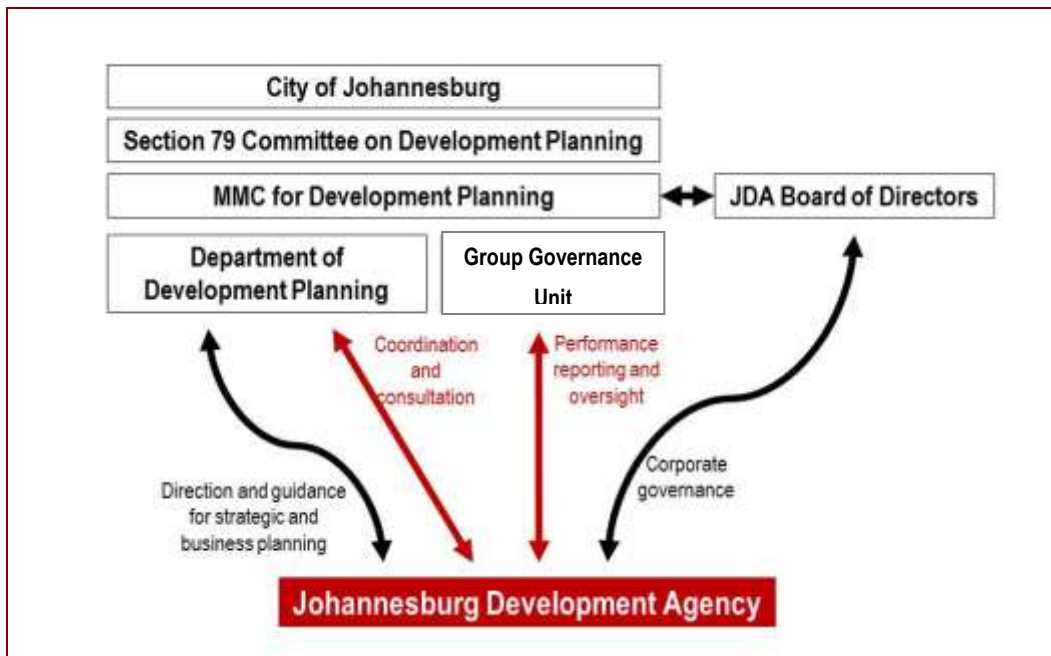 City of Johannesburg
Section 79 Committee on Development Planning
MMC for Development Planning
JDA Board of Directors
Department of
Development Planning
Group Governance
Unit
Coordination
and
consultation
Performance
reporting and
oversight
Direction and guidance
for strategic and
business planning
Corporate
governance
Johannesburg Development Agency